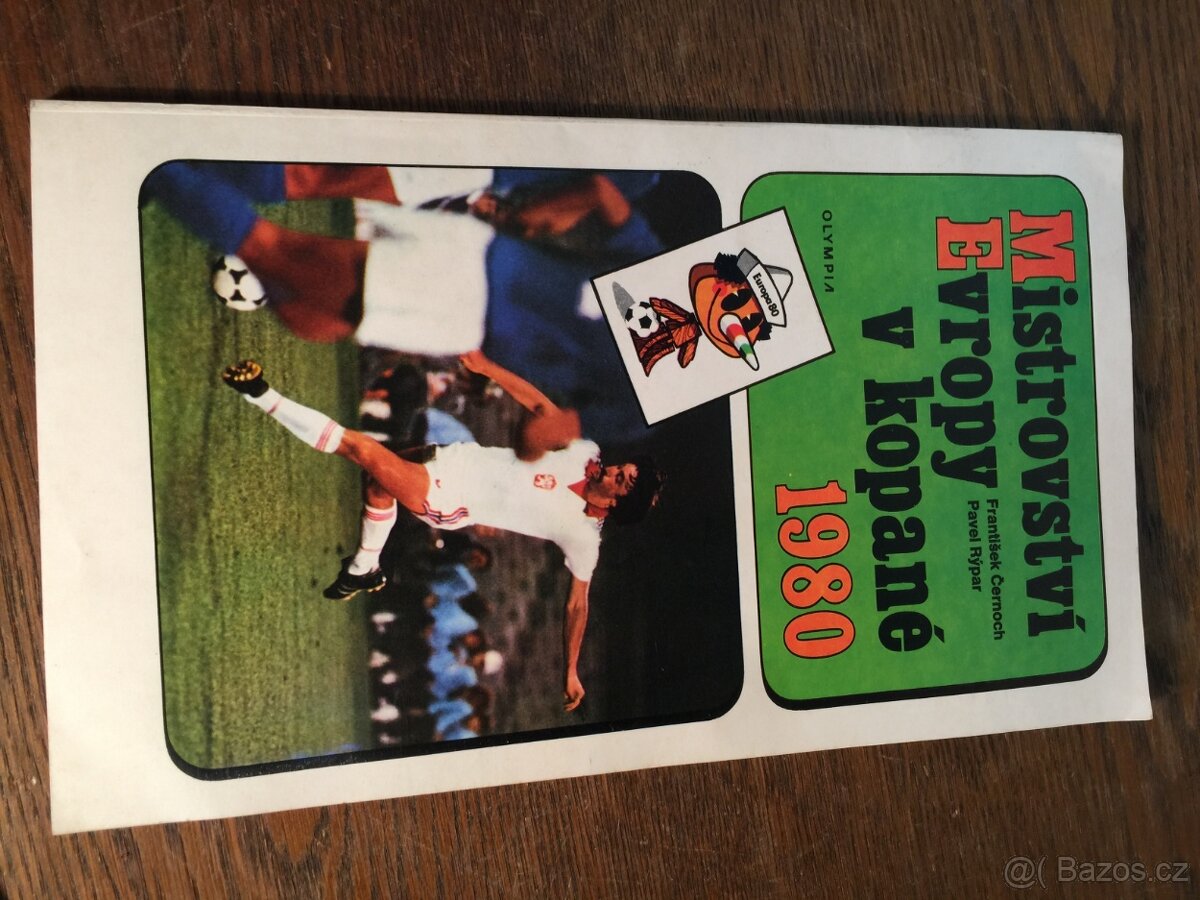 Mistrovství
Evropy
František Černoch
Pavel Rýpar
v kopané
1980
OLYMPIA
Europa 80
@( Bazos.cz